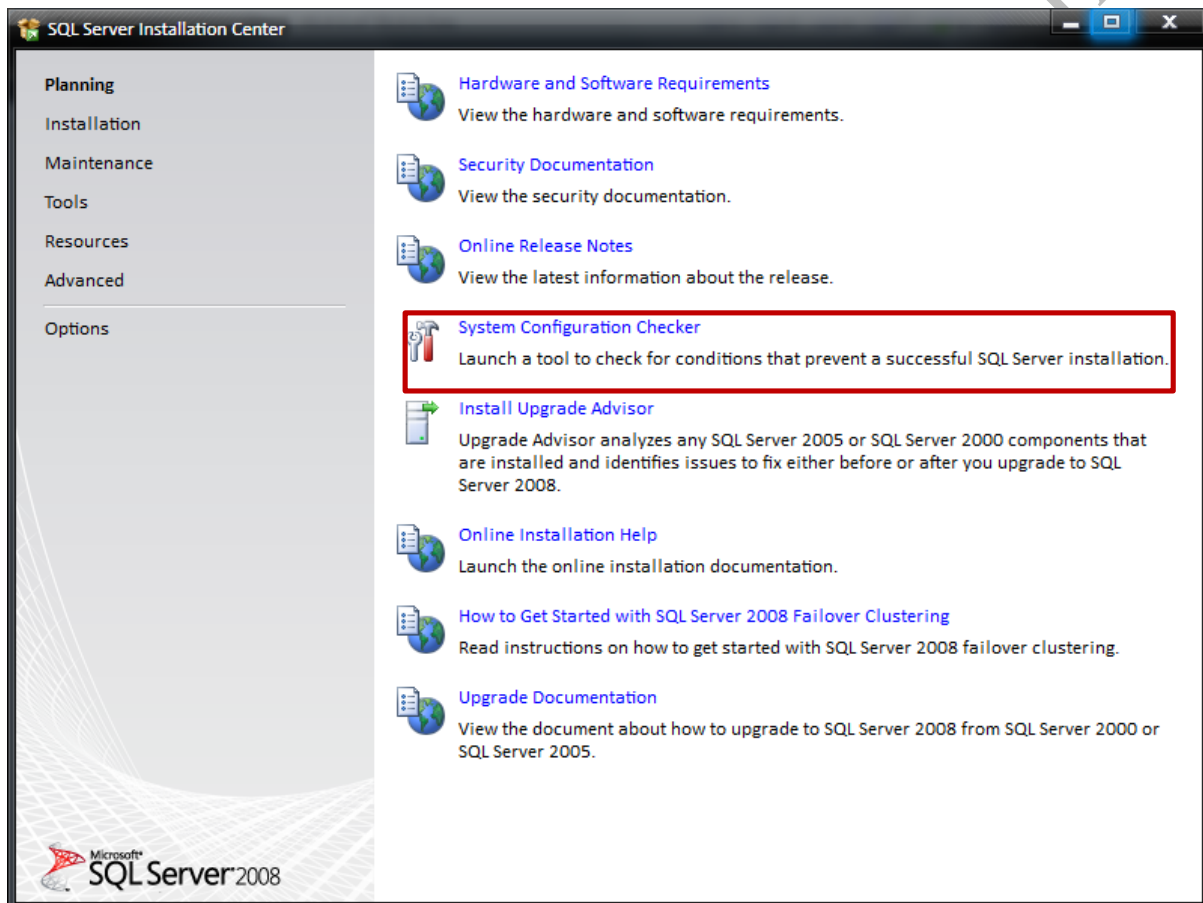 SQL Server Installation Center
Planning
Installation
Maintenance
Tools
Resources
Advanced
Options
Hardware and Software Requirements
View the hardware and software requirements.
Security Documentation
View the security documentation.
Online Release Notes
View the latest information about the release.
System Configuration Checker
Launch a tool to check for conditions that prevent a successful SQL Server installation.
Install Upgrade Advisor
Upgrade Advisor analyzes any SQL Server 2005 or SQL Server 2000 components that
are installed and identifies issues to fix either before or after you upgrade to SQL
Server 2008.
Online Installation Help
Launch the online installation documentation.
How to Get Started with SQL Server 2008 Failover Clustering
Read instructions on how to get started with SQL Server 2008 failover clustering.
Upgrade Documentation
View the document about how to upgrade to SQL Server 2008 from SQL Server 2000 or
SQL Server 2005.
Microsoft
SQL Server 2008